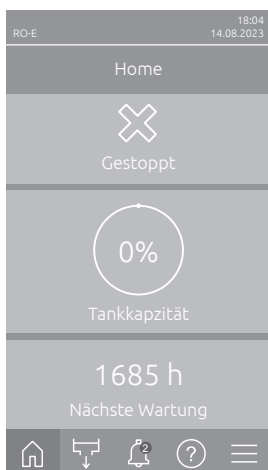 18:04
RO-E 14.08.2023
Home
Gestoppt
0%
Tankkapzität
1685 h
Nächste Wartung
2
?